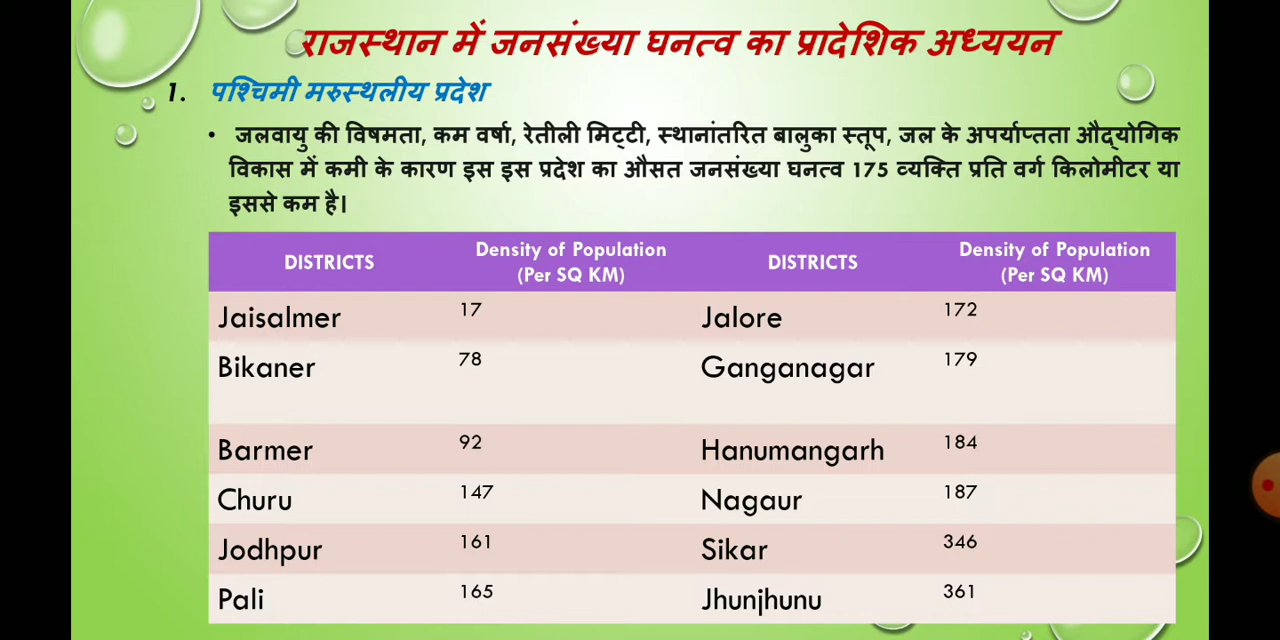 राजस्थान में जनसंख्या घनत्व का प्रादेशिक अध्ययन
1. पश्चिमी मरुस्थलीय प्रदेश
• जलवायु की विषमता, कम वर्षा, रेतीली मिट्टी, स्थानांतरित बालुका स्तूप, जल के अपर्याप्तता औद्योगिक
विकास में कमी के कारण इस इस प्रदेश का औसत जनसंख्या घनत्व 175 व्यक्ति प्रति वर्ग किलोमीटर या
इससे कम है।
DISTRICTS Density of Population (Per SQ KM) DISTRICTS Density of Population (Per SQ KM)
Jaisalmer 17 Jalore 172
Bikaner 78 Ganganagar 179
Barmer 92 Hanumangarh 184
Churu 147 Nagaur 187
Jodhpur 161 Sikar 346
Pali 165 Jhunjhunu 361